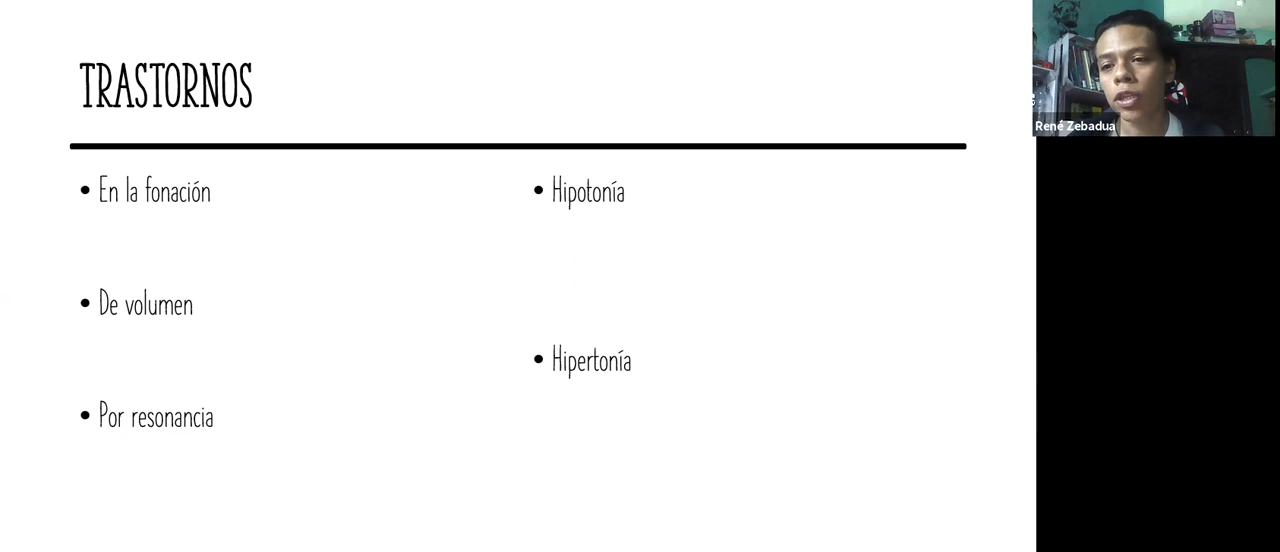 TRASTORNOS
• En la fonación
• De volumen
• Por resonancia
• Hipotonía
• Hipertonía
René Zebadua